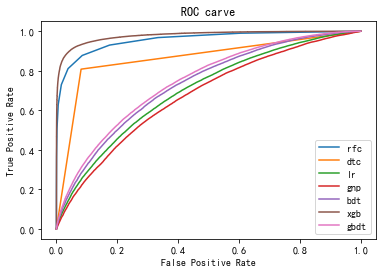 ROC carve
True Positive Rate
1.0
0.8
0.6
0.4
0.2
0.0
rfc
dtc
lr
gnp
bdt
xgb
gbdt
0.0 0.2 0.4 0.6 0.8 1.0
False Positive Rate